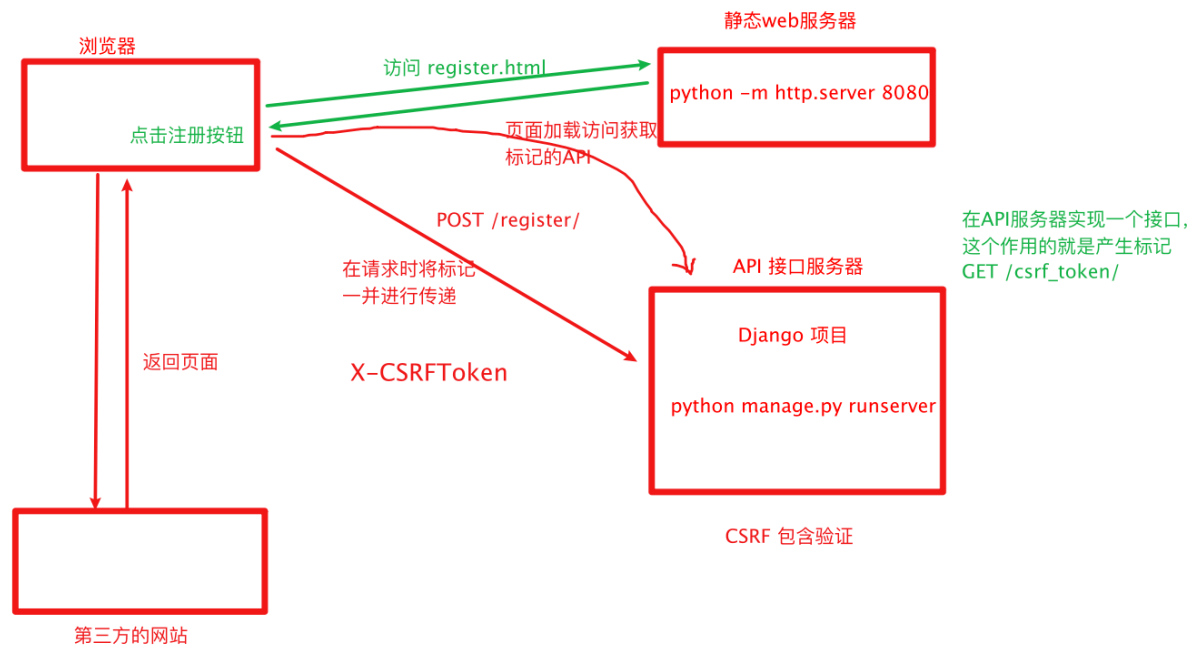 静态web服务器
浏览器
访问 register.html
python -m http.server 8080
点击注册按钮
页面加载访问获取
标记的API
POST /register/
在API服务器实现一个接口,
这个作用的就是产生标记
GET /csrf_token/
在请求时将标记
一并进行传递
API 接口服务器
Django 项目
返回页面
X-CSRFToken
python manage.py runserver
CSRF 包含验证
第三方的网站